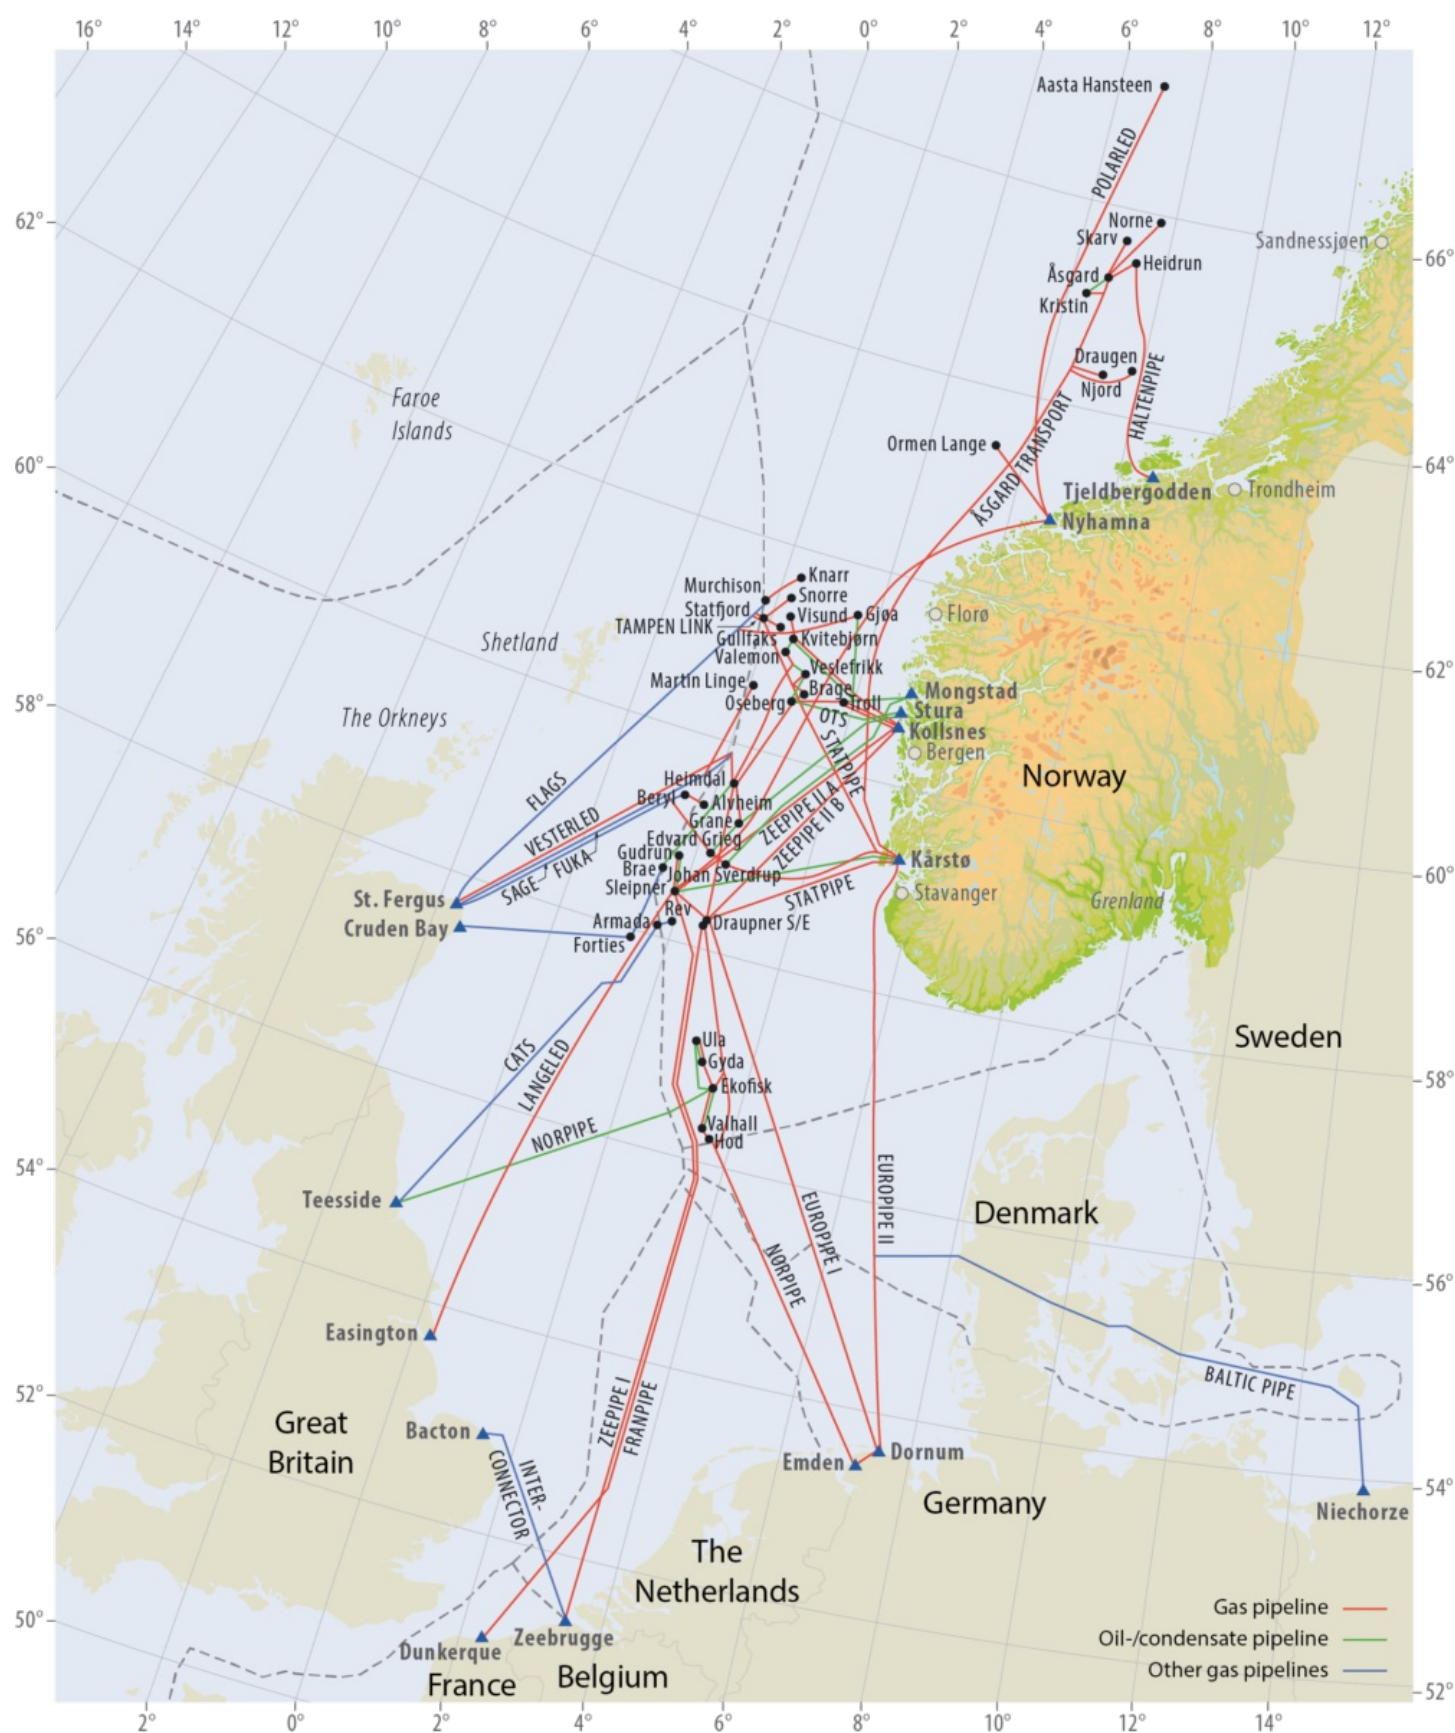 16°
14°
12°
10°
8°
6°
4°
2°
0°
2°
4°
6°
8°
10°
12°
Aasta Hansteen
POLARLED
62°
Norne
Skarv
Sandnessjøen
66°
Åsgard
Heidrun
Kristin
Draugen
Njord
HALTENPIPE
Faroe
Islands
Ormen Lange
ÅSGARD TRANSPORT
60°
64°
Tjeldbergodden
Trondheim
Nyhamna
Knarr
Murchison
Snorre
Statfjord
Visund
Gjøa
Florø
TAMPEN LINK
Gullfaks
Kvitebjørn
Shetland
Valemon
Veslefrikk
62°
Martin Linge
Brage
Mongstad
58°
Oseberg
Troll
Stura
The Orkneys
OTS
Kollsnes
STATPIPE
Bergen
Heimdal
Norway
FLAGS
Beryl
Alvheim
VESTERLED
Grane
ZEEPIPE II A
ZEEPIPE II B
Edvard Grieg
SAGE
FUKA
Gudrun
Kårstø
Brae
Johan Sverdrup
60°
Sleipner
STATPIPE
Stavanger
Grenland
St. Fergus
Rev
Armada
Draupner S/E
Cruden Bay
56°
Forties
Sweden
CATS
LANGELED
Ula
Gyda
Ekofisk
58°
NORPIPE
Valhall
Hod
54°
Teesside
EUROPIPE II
Denmark
EUROPIPE I
NORPIPE
56°
Easington
52°
BALTIC PIPE
Great
Britain
ZEEPIPE I
FRANPIPE
Bacton
INTER-
CONNECTOR
Emden
Dornum
54°
Germany
Niechorze
The
Netherlands
50°
Gas pipeline
Oil-/condensate pipeline
Other gas pipelines
Dunkerque
Zeebrugge
France
Belgium
52°
2°
0°
2°
4°
6°
8°
10°
12°
14°